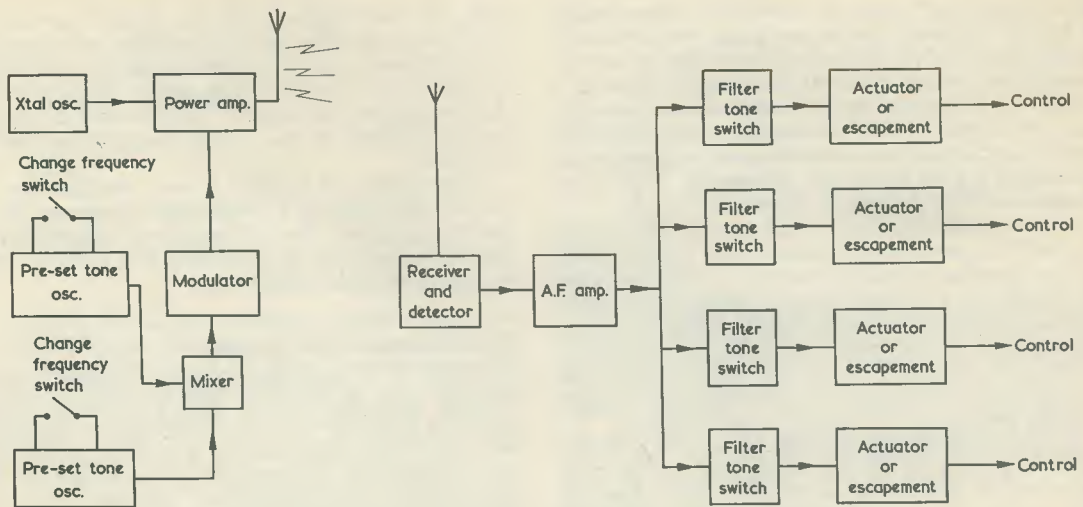 Xtal osc.
Power amp.
Change frequency
switch
Pre-set tone
osc.
Modulator
Change
frequency
switch
Mixer
Pre-set tone
osc.
Receiver
and
detector
A.F. amp.
Filter
tone
switch
Actuator
or
escapement
Control
Filter
tone
switch
Actuator
or
escapement
Control
Filter
tone
switch
Actuator
or
escapement
Control
Filter
tone
switch
Actuator
or
escapement
Control